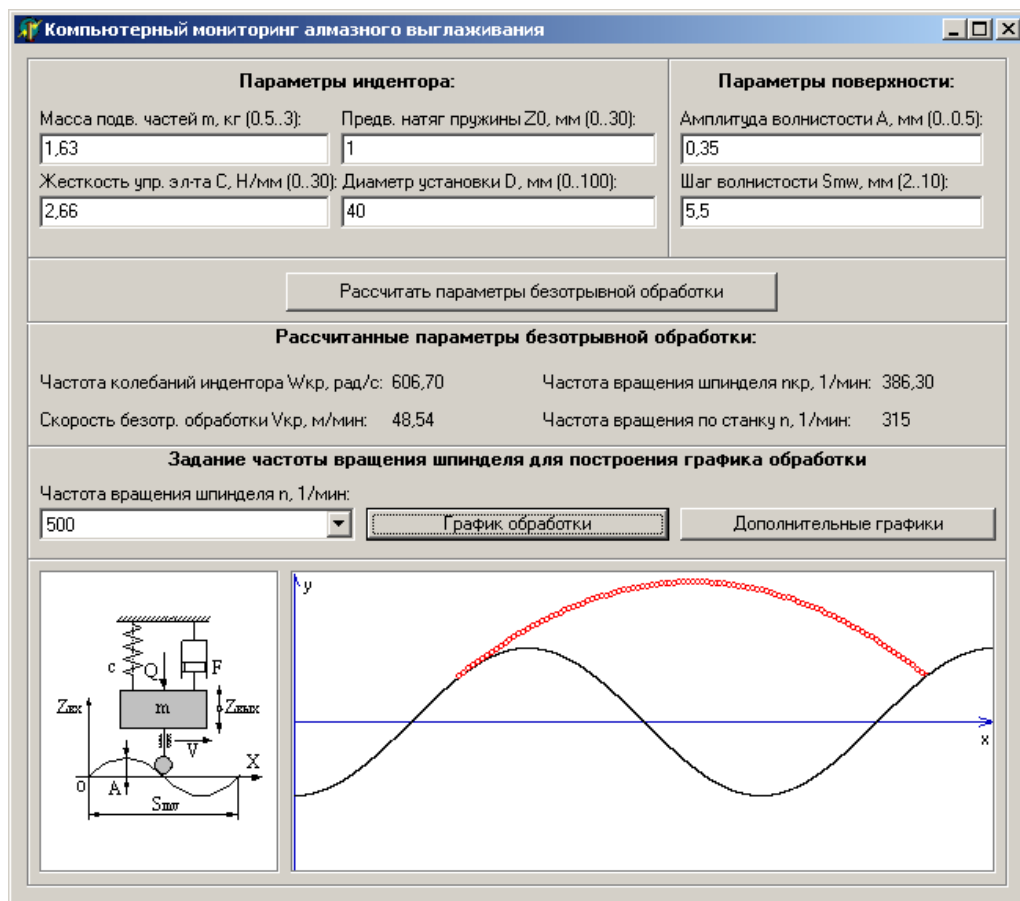 Компьютерный мониторинг алмазного выглаживания
Параметры индентора:
Параметры поверхности:
Масса подв. частей m, кг (0.5..3):
Предв. натяг пружины Z0, мм (0..30):
Амплитуда волнистости A, мм (0..0.5):
1,63
1
0,35
Жесткость упр. эл-та C, Н/мм (0..30):
Диаметр установки D, мм (0..100):
Шаг волнистости Smw, мм (2..10):
2,66
40
5,5
Рассчитать параметры безотрывной обработки
Рассчитанные параметры безотрывной обработки:
Частота колебаний индентора Wкр, рад/с: 606,70
Частота вращения шпинделя nкр, 1/мин: 386,30
Скорость безотр. обработки Vкр, м/мин: 48,54
Частота вращения по станку n, 1/мин: 315
Задание частоты вращения шпинделя для построения графика обработки
Частота вращения шпинделя n, 1/мин:
500
График обработки
Дополнительные графики
c
Q
F
Zвх
m
Zвых
V
X
0
A
Smw
y
x